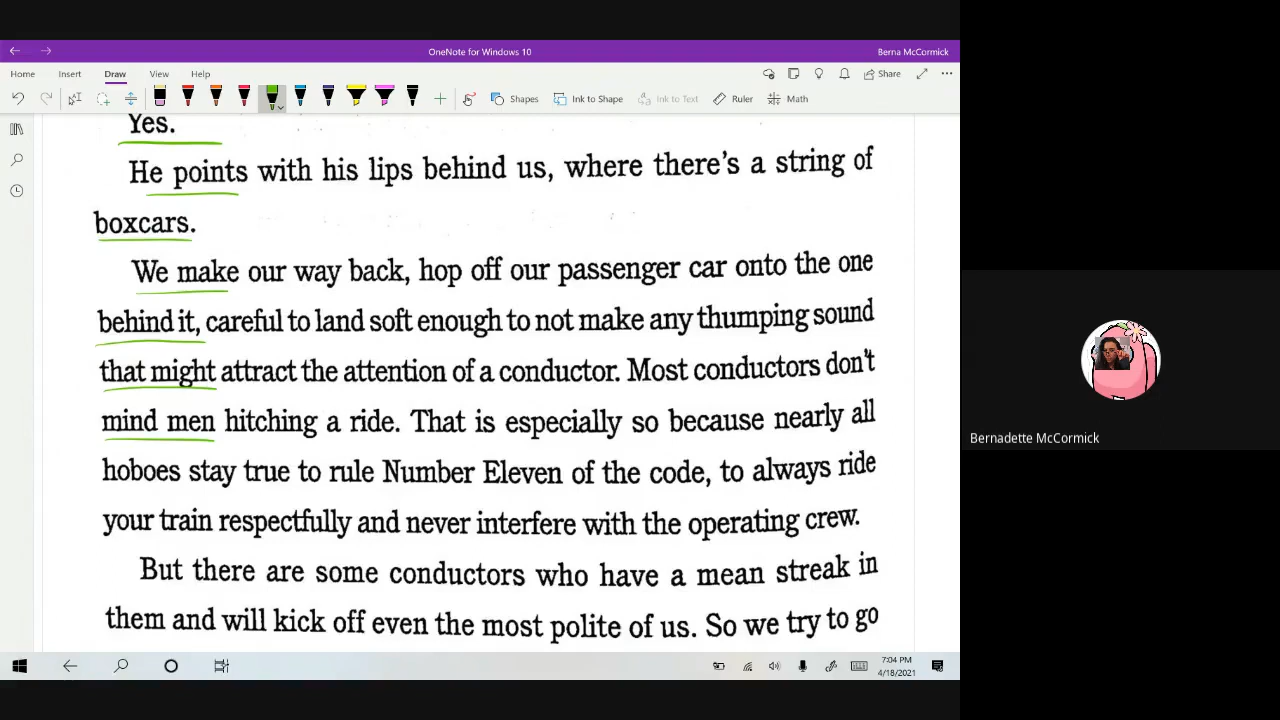 OneNote for Windows 10
Berna McCormick
Home Insert Draw View Help
Share
Shapes Ink to Shape Ink to Text Ruler Math
Yes.
He points with his lips behind us, where there's a string of
boxcars.
We make our way back, hop off our passenger car onto the one
behind it, careful to land soft enough to not make any thumping sound
that might attract the attention of a conductor. Most conductors don't
mind men hitching a ride. That is especially so because nearly all
hoboes stay true to rule Number Eleven of the code, to always ride
your train respectfully and never interfere with the operating crew.
But there are some conductors who have a mean streak in
them and will kick off even the most polite of us. So we try to go
Bernadette McCormick
7:04 PM
4/18/2021